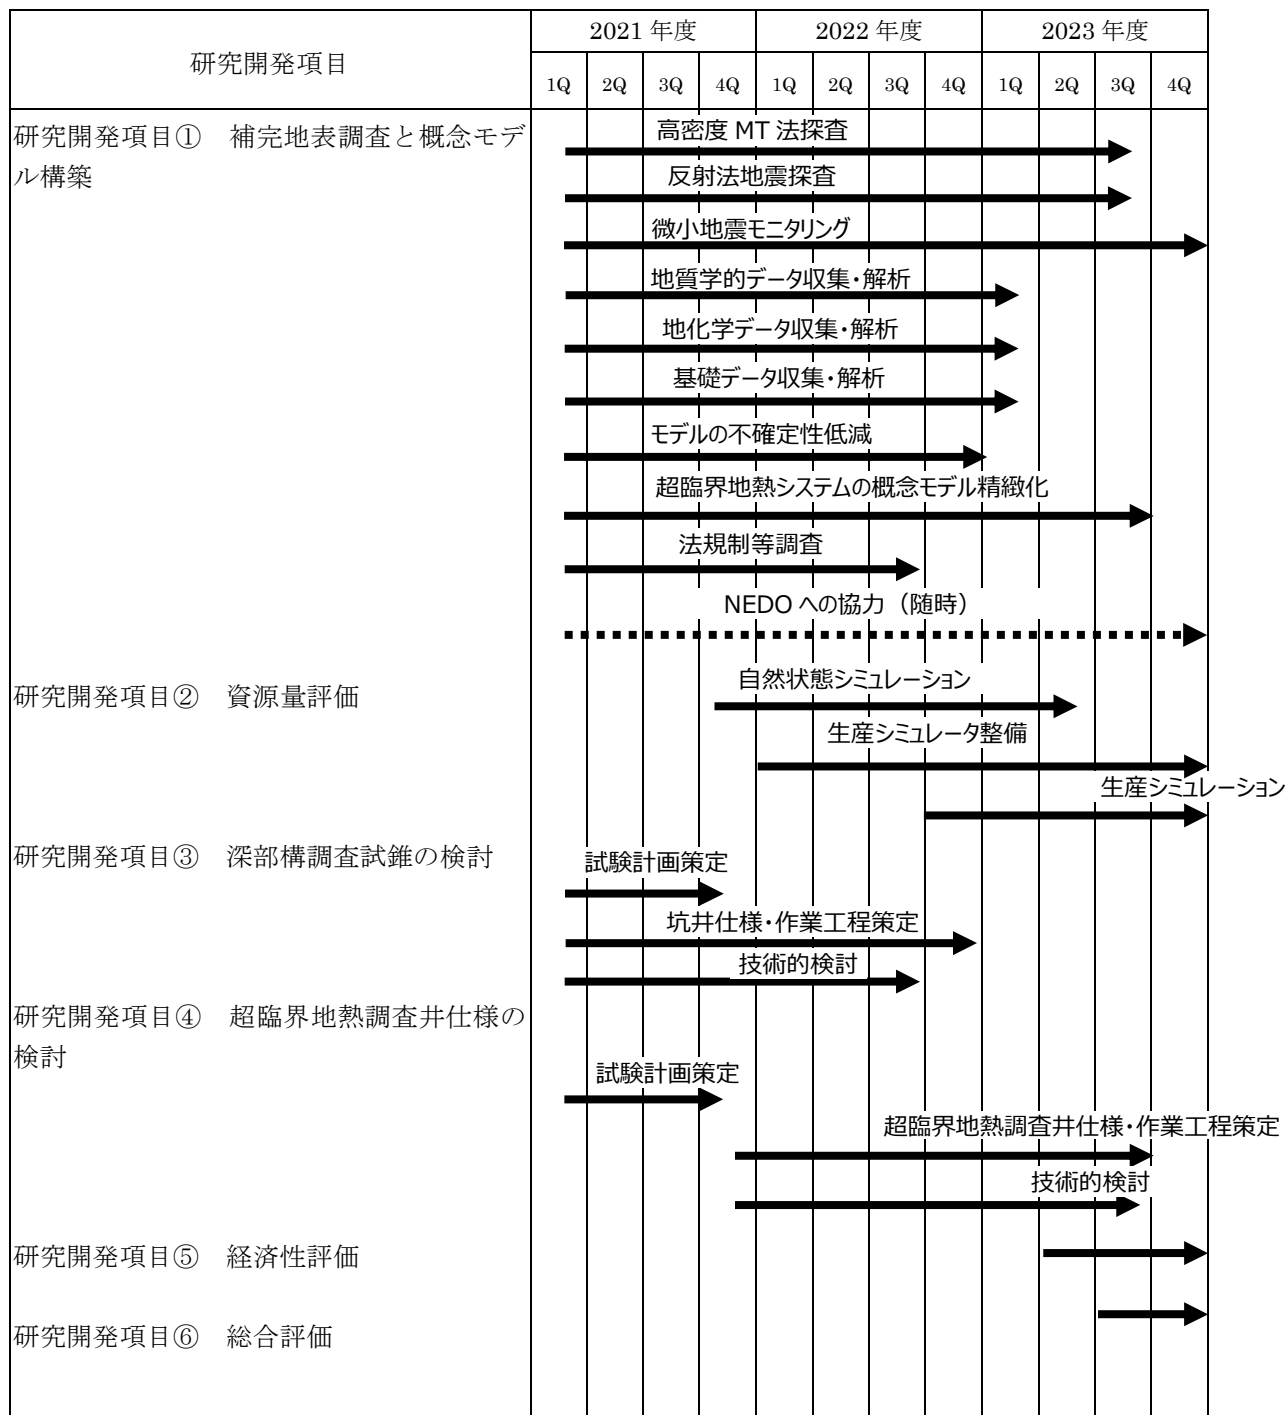 研究開発項目
2021 年度
2022 年度
2023 年度
1Q 2Q 3Q 4Q 1Q 2Q 3Q 4Q 1Q 2Q 3Q 4Q
研究開発項目①　補完地表調査と概念モデ
ル構築
高密度 MT 法探査
反射法地震探査
微小地震モニタリング
地質学的データ収集・解析
地化学データ収集・解析
基礎データ収集・解析
モデルの不確定性低減
超臨界地熱システムの概念モデル精緻化
法規制等調査
NEDO への協力（随時）
研究開発項目②　資源量評価
自然状態シミュレーション
生産シミュレータ整備
生産シミュレーション
研究開発項目③　深部構調査試錐の検討
試験計画策定
坑井仕様・作業工程策定
技術的検討
研究開発項目④　超臨界地熱調査井仕様の
検討
試験計画策定
超臨界地熱調査井仕様・作業工程策定
技術的検討
研究開発項目⑤　経済性評価
研究開発項目⑥　総合評価